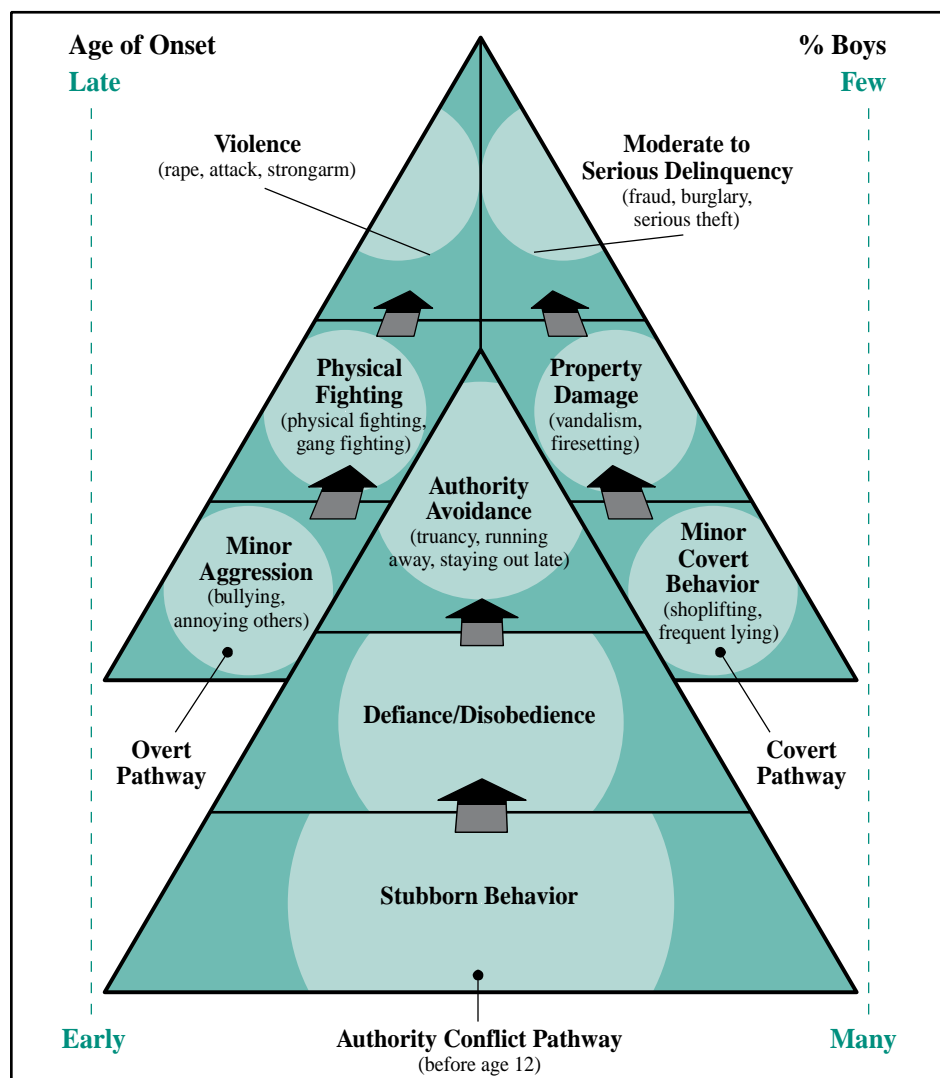 Age of Onset
Late
% Boys
Few
Violence
(rape, attack, strongarm)
Moderate to
Serious Delinquency
(fraud, burglary,
serious theft)
Physical
Fighting
(physical fighting,
gang fighting)
Property
Damage
(vandalism,
firesetting)
Authority
Avoidance
(truancy, running
away, staying out late)
Minor
Aggression
(bullying,
annoying others)
Minor
Covert
Behavior
(shoplifting,
frequent lying)
Overt
Pathway
Defiance/Disobedience
Covert
Pathway
Stubborn Behavior
Early
Authority Conflict Pathway
(before age 12)
Many